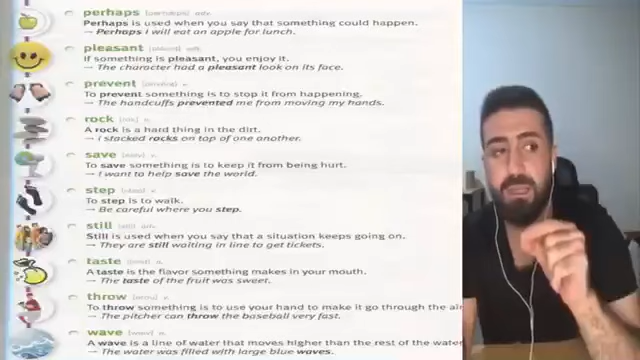 perhaps adv.
Perhaps is used when you say that something could happen.
→ Perhaps I will eat an apple for lunch.
pleasant adj.
If something is pleasant, you enjoy it.
→ The character had a pleasant look on its face.
prevent v.
To prevent something is to stop it from happening.
→ The handcuffs prevented me from moving my hands.
rock n.
A rock is a hard thing in the dirt.
→ I stacked rocks on top of one another.
save v.
To save something is to keep it from being hurt.
→ I want to help save the world.
step v.
To step is to walk.
→ Be careful where you step.
still adv.
Still is used when you say that a situation keeps going on.
→ They are still waiting in line to get tickets.
taste n.
A taste is the flavor something makes in your mouth.
→ The taste of the fruit was sweet.
throw v.
To throw something is to use your hand to make it go through the air
→ The pitcher can throw the baseball very fast.
wave n.
A wave is a line of water that moves higher than the rest of the water
→ The water was filled with large blue waves.